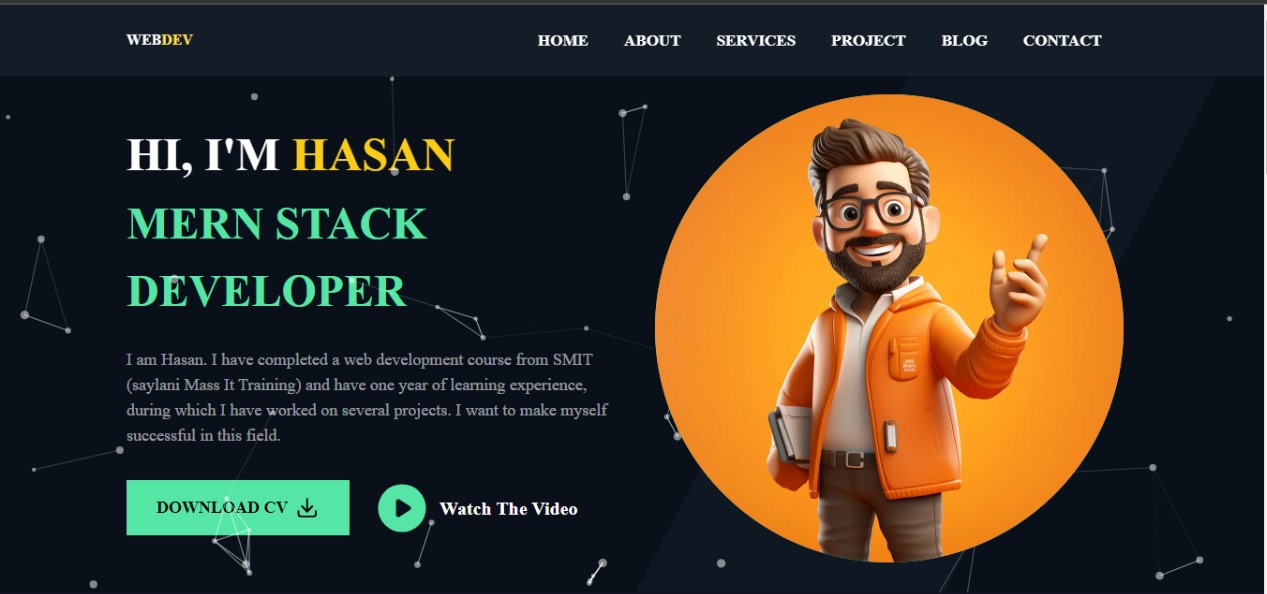 WEBDEV HOME ABOUT SERVICES PROJECT BLOG CONTACT
HI, I'M HASAN
MERN STACK
DEVELOPER
I am Hasan. I have completed a web development course from SMIT
(saylani Mass It Training) and have one year of learning experience,
during which I have worked on several projects. I want to make myself
successful in this field.
DOWNLOAD CV Watch The Video